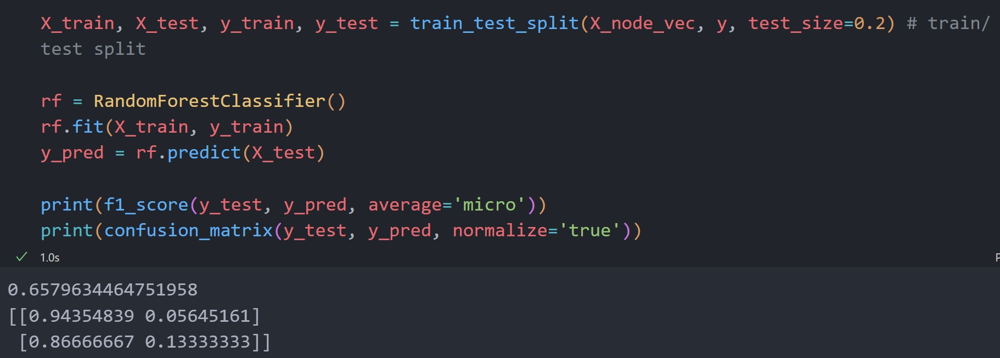 X_train, X_test, y_train, y_test = train_test_split(X_node_vec, y, test_size=0.2) # train/
test split
rf = RandomForestClassifier()
rf.fit(X_train, y_train)
y_pred = rf.predict(X_test)
print(f1_score(y_test, y_pred, average='micro'))
print(confusion_matrix(y_test, y_pred, normalize='true'))
1.0s
0.6579634464751958
[[0.94354839 0.05645161]
[0.86666667 0.13333333]]